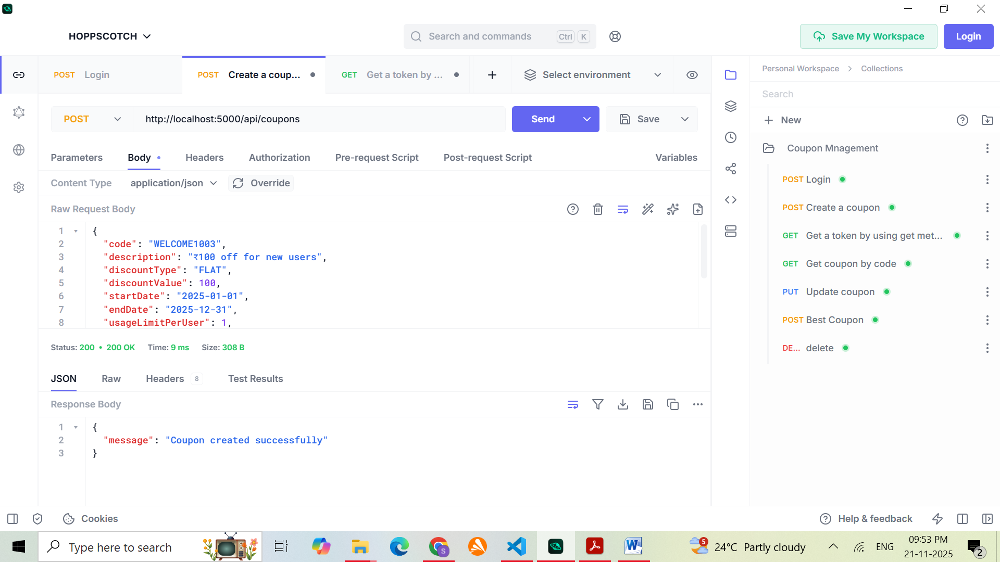 HOPPSCOTCH
Search and commands
Ctrl K
Save My Workspace
Login
POST Login
POST Create a coup...
GET Get a token by ...
Select environment
POST
http://localhost:5000/api/coupons
Send
Save
Parameters
Body
Headers
Authorization
Pre-request Script
Post-request Script
Variables
Content Type
application/json
Override
Raw Request Body
1 {
2 "code": "WELCOME1003",
3 "description": "₹100 off for new users",
4 "discountType": "FLAT",
5 "discountValue": 100,
6 "startDate": "2025-01-01",
7 "endDate": "2025-12-31",
8 "usageLimitPerUser": 1,
Status: 200 • 200 OK Time: 9 ms Size: 308 B
JSON
Raw
Headers 8
Test Results
Response Body
1 {
2 "message": "Coupon created successfully"
3 }
Personal Workspace > Collections
Search
+ New
Coupon Mnagement
POST Login
POST Create a coupon
GET Get a token by using get met...
GET Get coupon by code
PUT Update coupon
POST Best Coupon
DE... delete
Cookies
Help & feedback
Type here to search
S
5
24°C Partly cloudy
ENG
09:53 PM
21-11-2025
2